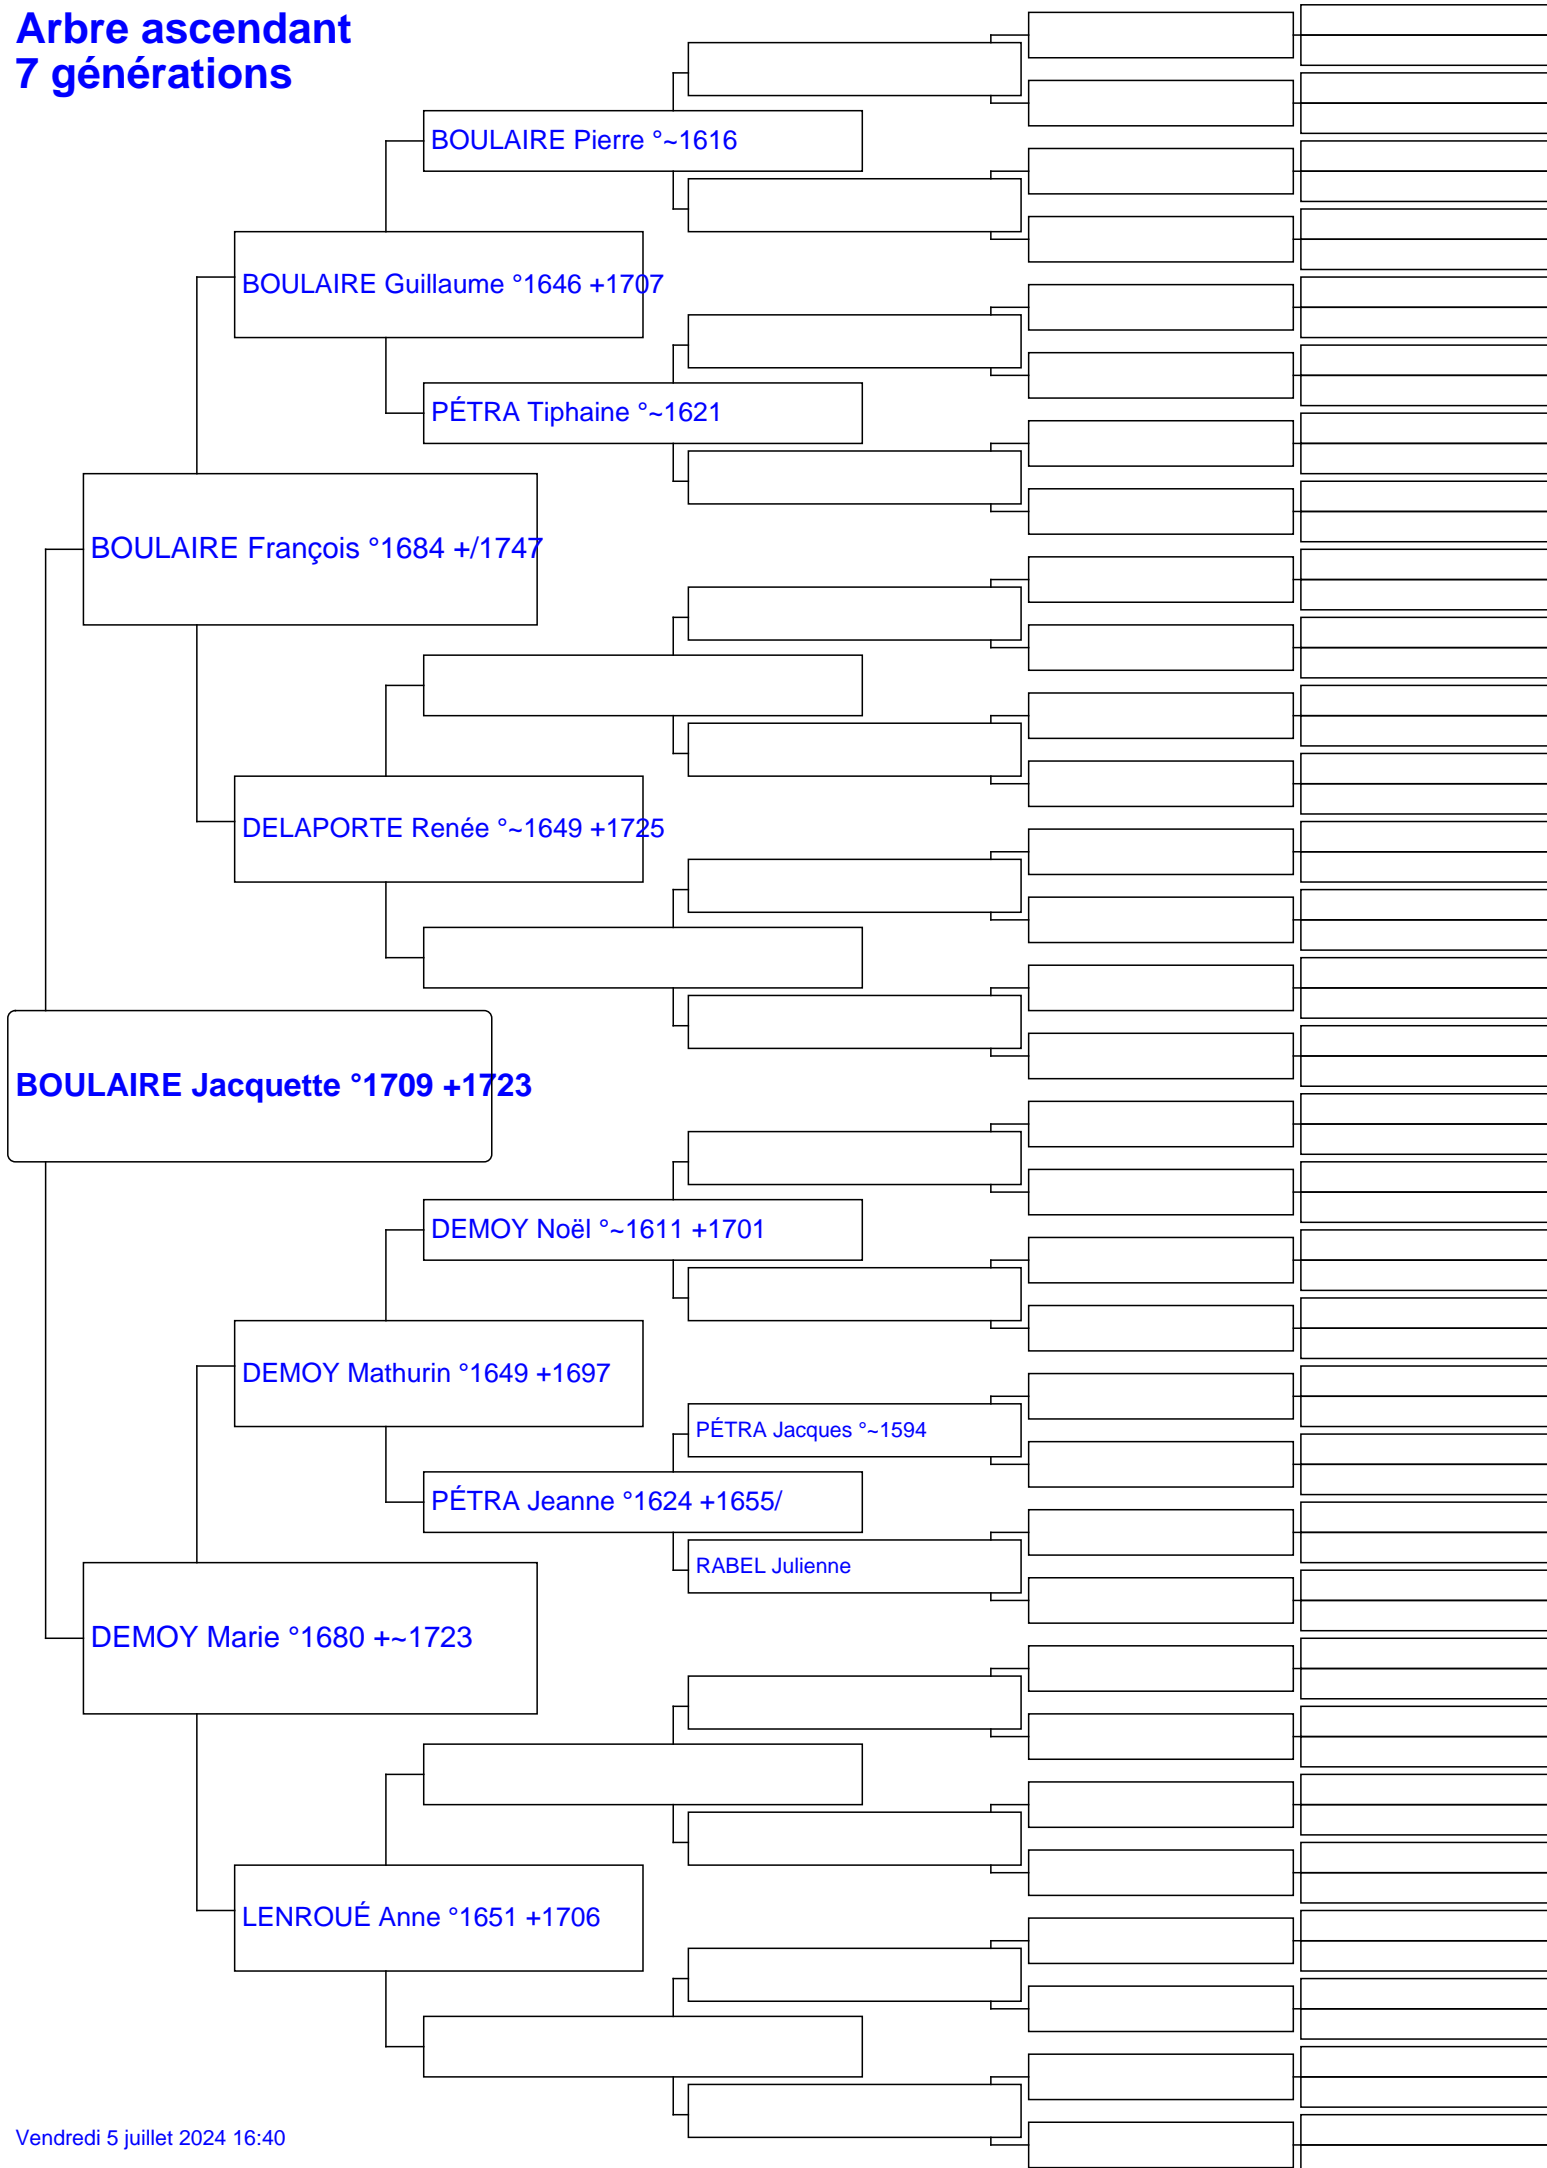 Arbre ascendant
7 générations
BOULAIRE Pierre °~1616
BOULAIRE Guillaume °1646 +1707
PÉTRA Tiphaine °~1621
BOULAIRE François °1684 +/1747
DELAPORTE Renée °~1649 +1725
BOULAIRE Jacquette °1709 +1723
DEMOY Noël °~1611 +1701
DEMOY Mathurin °1649 +1697
PÉTRA Jacques °~1594
PÉTRA Jeanne °1624 +1655/
RABEL Julienne
DEMOY Marie °1680 +~1723
LENROUÉ Anne °1651 +1706
Vendredi 5 juillet 2024 16:40